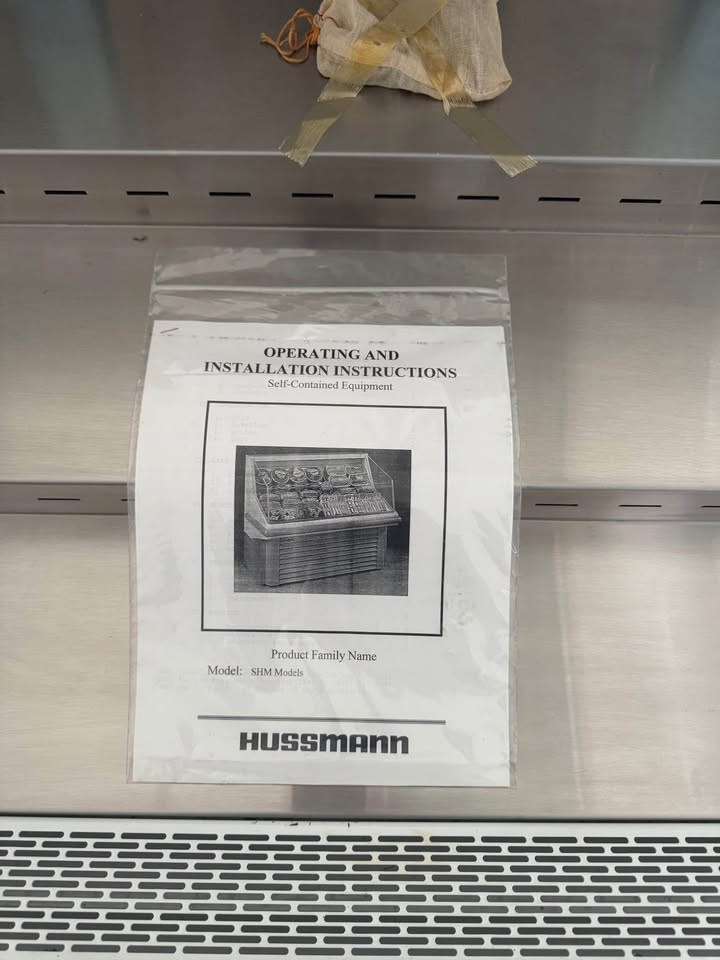 OPERATING AND
INSTALLATION INSTRUCTIONS
Self-Contained Equipment
Product Family Name
Model: SHM Models
HUSSMANN